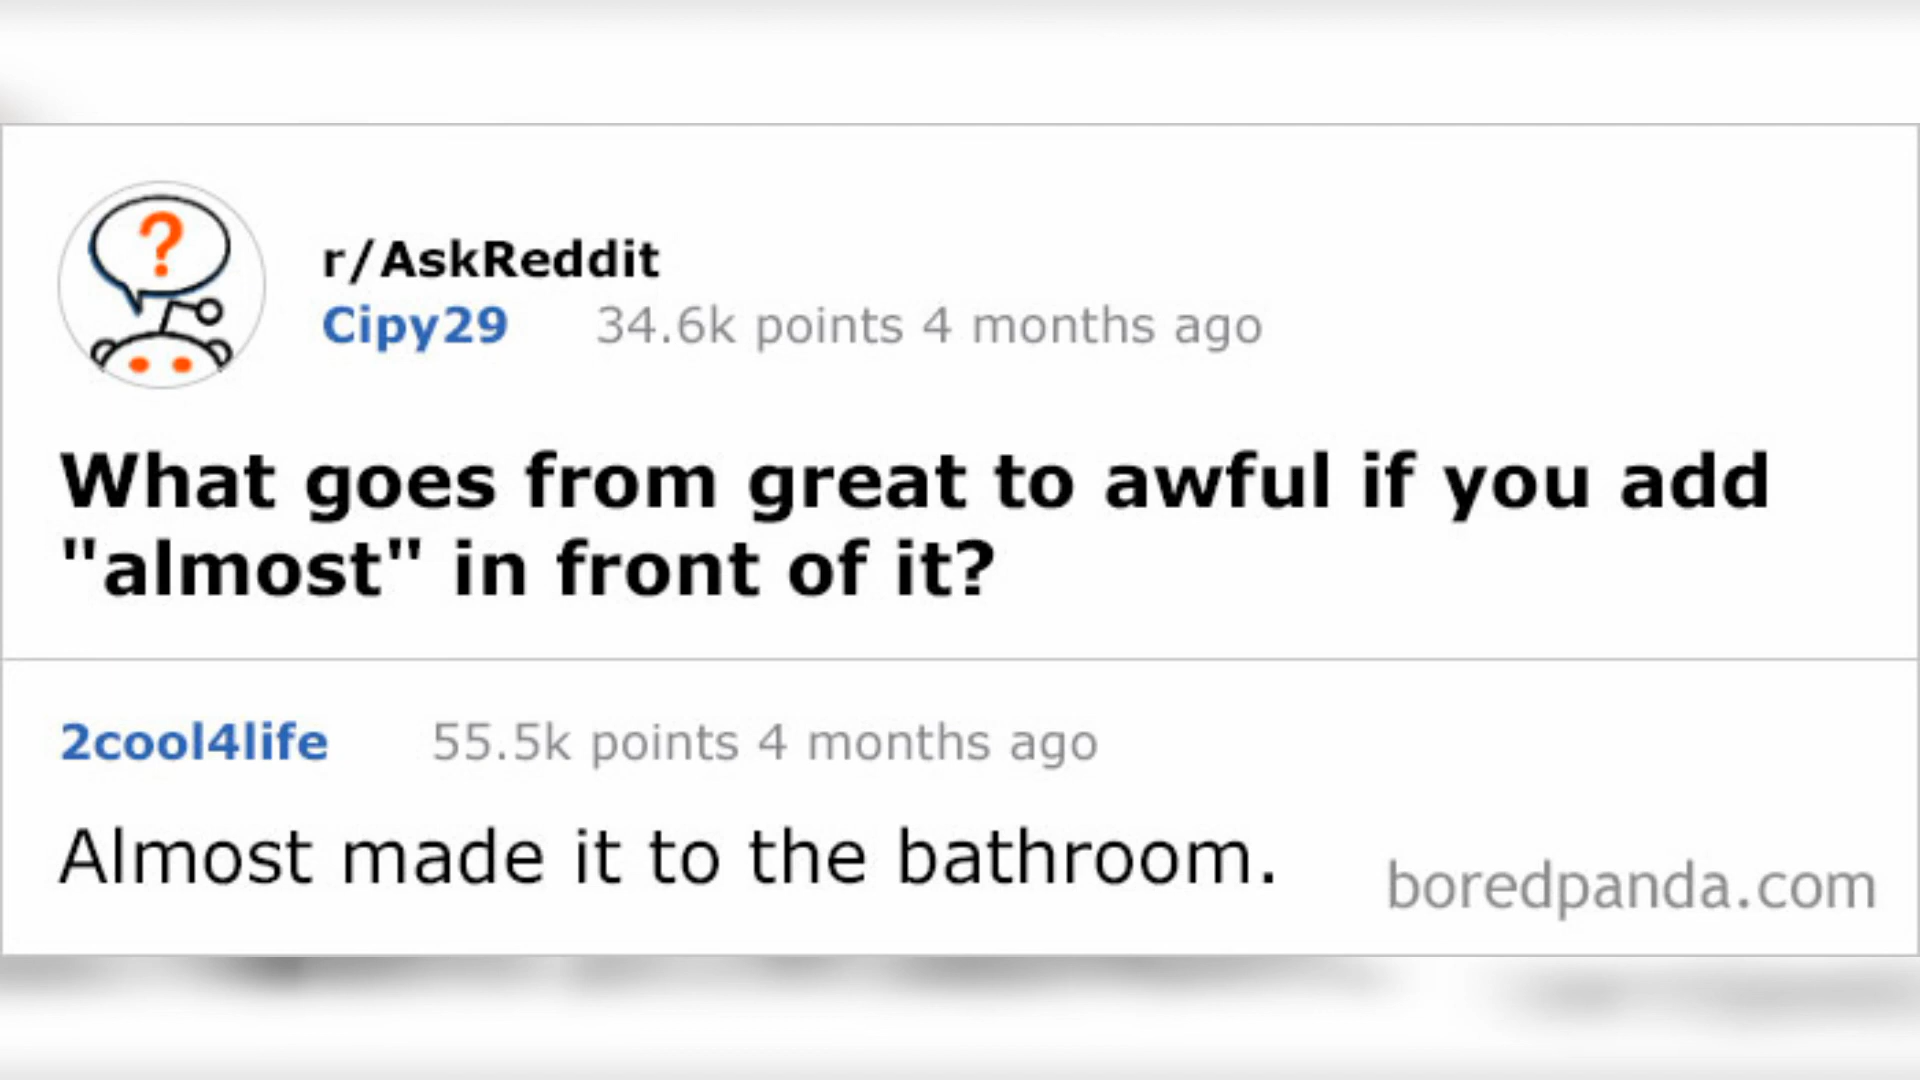 ?
r/AskReddit
Cipy29 34.6k points 4 months ago
What goes from great to awful if you add
"almost" in front of it?
2cool4life 55.5k points 4 months ago
Almost made it to the bathroom.
boredpanda.com